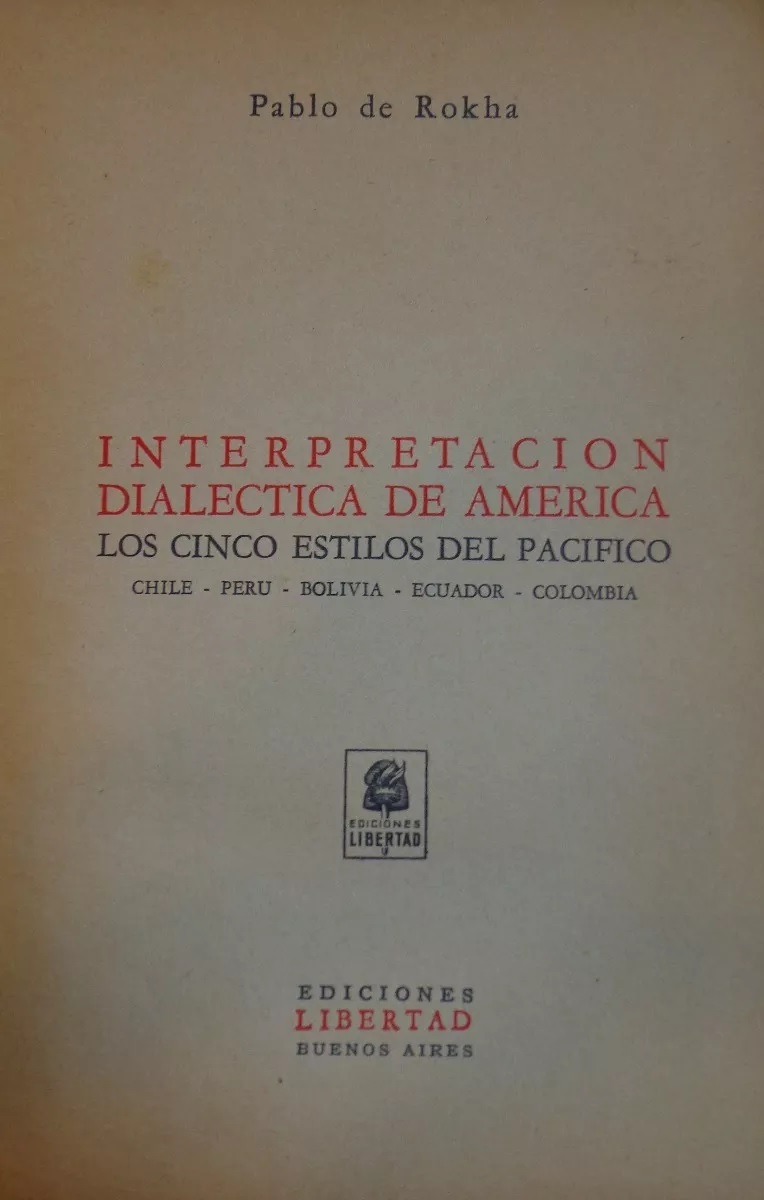 Pablo de Rokha
INTERPRETACION
DIALECTICA DE AMERICA
LOS CINCO ESTILOS DEL PACIFICO
CHILE - PERU - BOLIVIA - ECUADOR - COLOMBIA
EDICIONES
LIBERTAD
EDICIONES
LIBERTAD
BUENOS AIRES